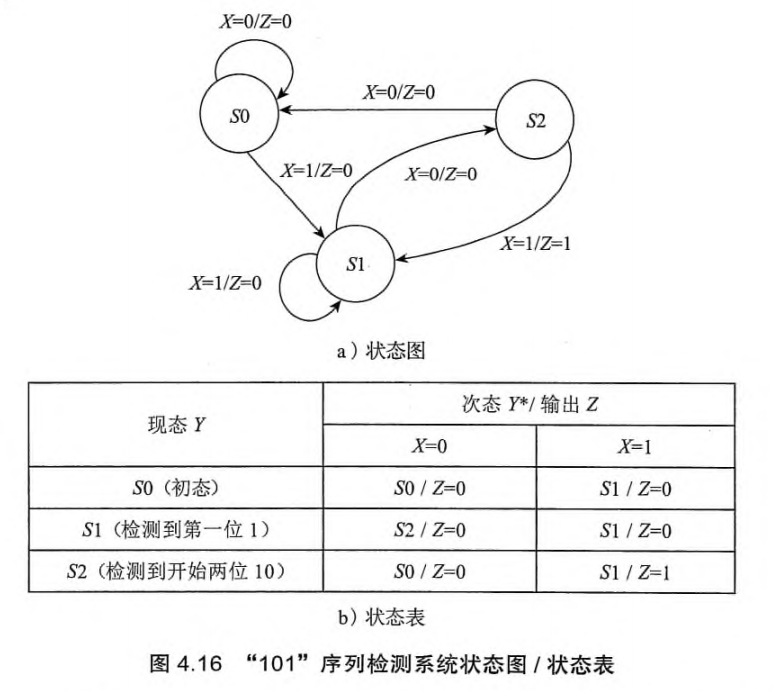 X=0/Z=0
X=0/Z=0
S0
S2
X=1/Z=0
X=0/Z=0
X=1/Z=1
S1
X=1/Z=0
a）状态图
现态 Y
次态 Y*/ 输出 Z
X=0
X=1
S0（初态）
S0 / Z=0
S1 / Z=0
S1（检测到第一位 1）
S2 / Z=0
S1 / Z=0
S2（检测到开始两位 10）
S0 / Z=0
S1 / Z=1
b）状态表
图 4.16 “101”序列检测系统状态图 / 状态表